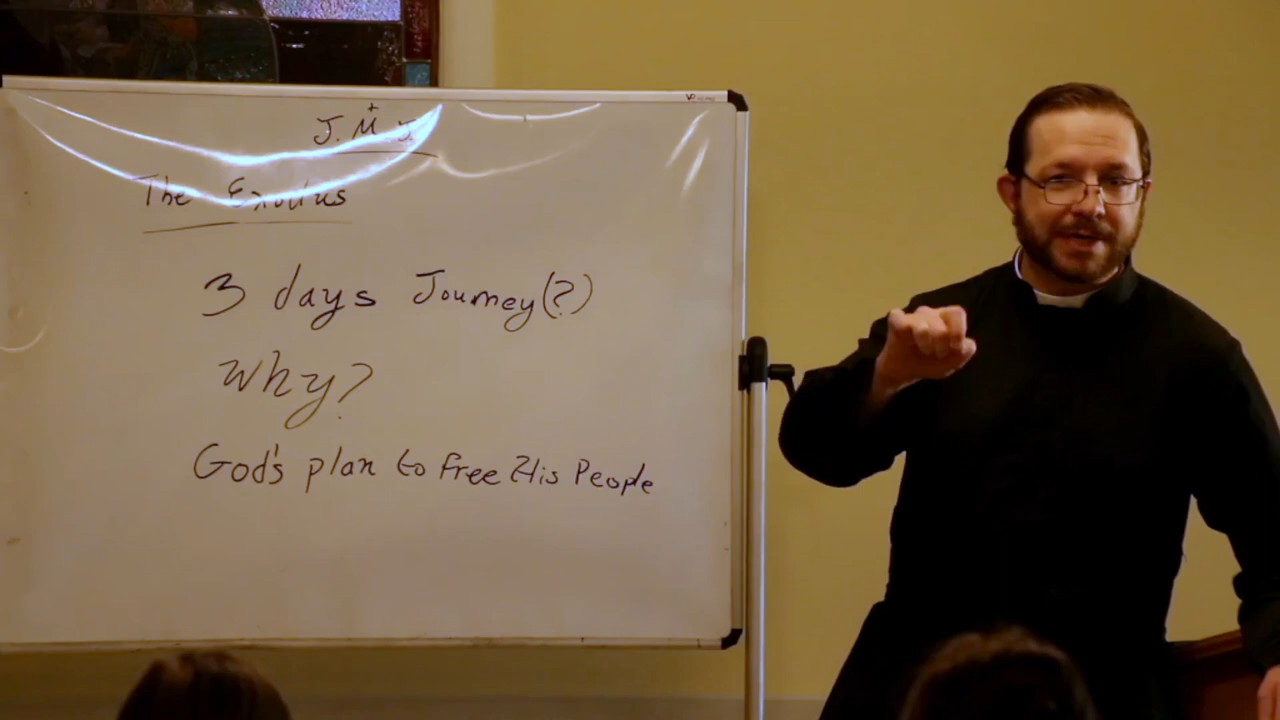 J. M. J.
The Exodus
3 days Journey(?)
Why?
God's plan to Free His People